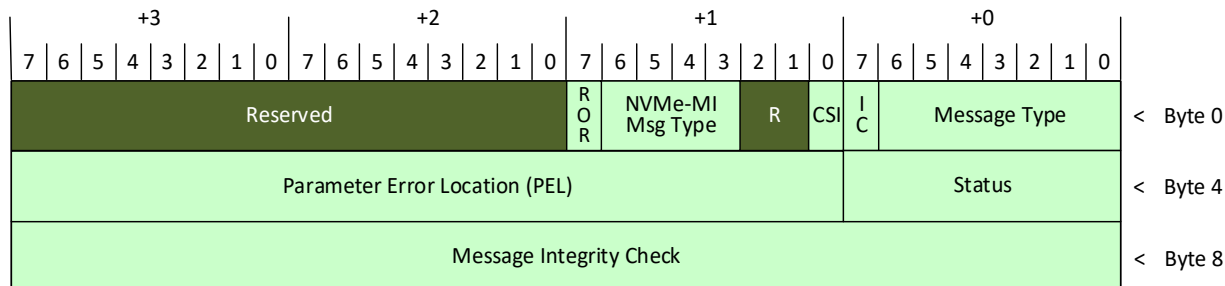 +3 +2 +1 +0
7 6 5 4 3 2 1 0 7 6 5 4 3 2 1 0 7 6 5 4 3 2 1 0 7 6 5 4 3 2 1 0
Reserved ROR NVMe-MI Msg Type R CSI IC Message Type < Byte 0
Parameter Error Location (PEL) Status < Byte 4
Message Integrity Check < Byte 8